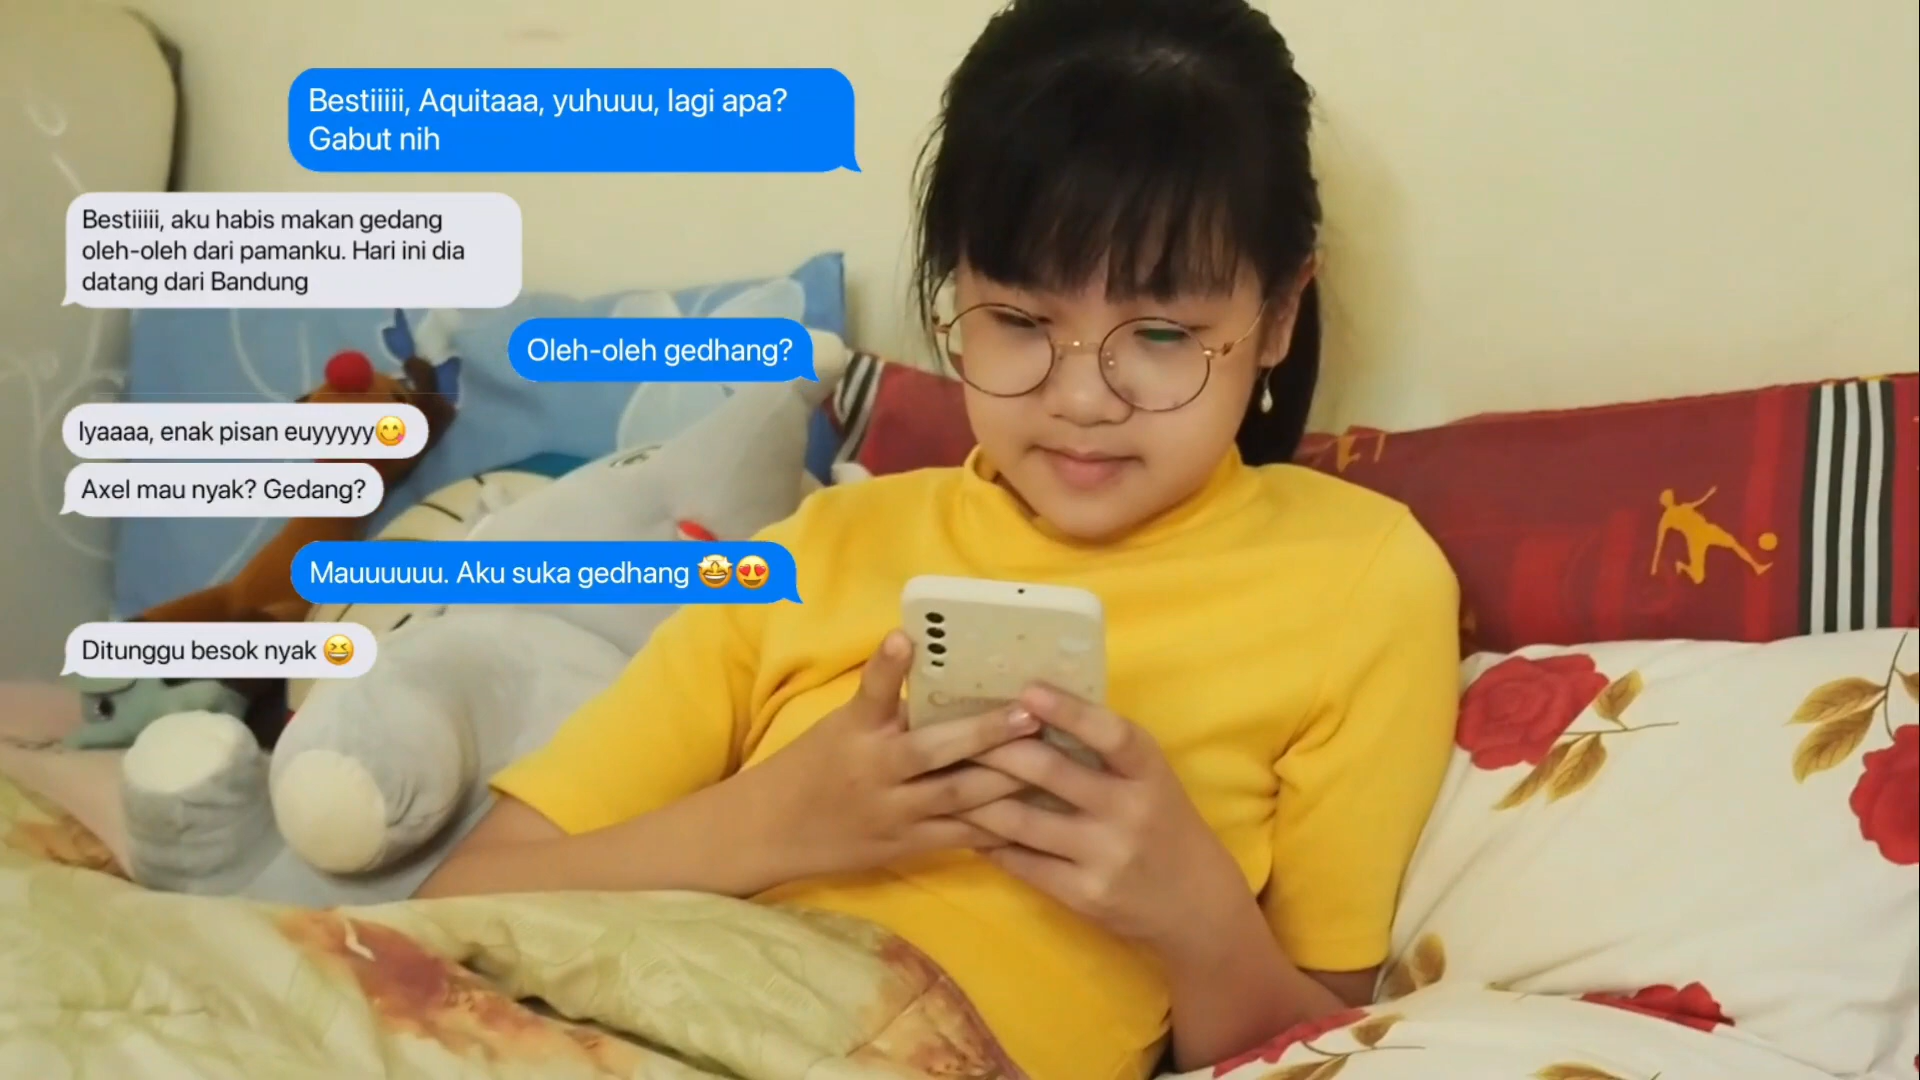 Bestiiiii, Aquitaaa, yuhuuu, lagi apa?
Gabut nih
Bestiiiii, aku habis makan gedang
oleh-oleh dari pamanku. Hari ini dia
datang dari Bandung
Oleh-oleh gedhang?
Iyaaaa, enak pisan euyyyyy😋
Axel mau nyak? Gedang?
Mauuuuuu. Aku suka gedhang 🤩😍
Ditunggu besok nyak 😆